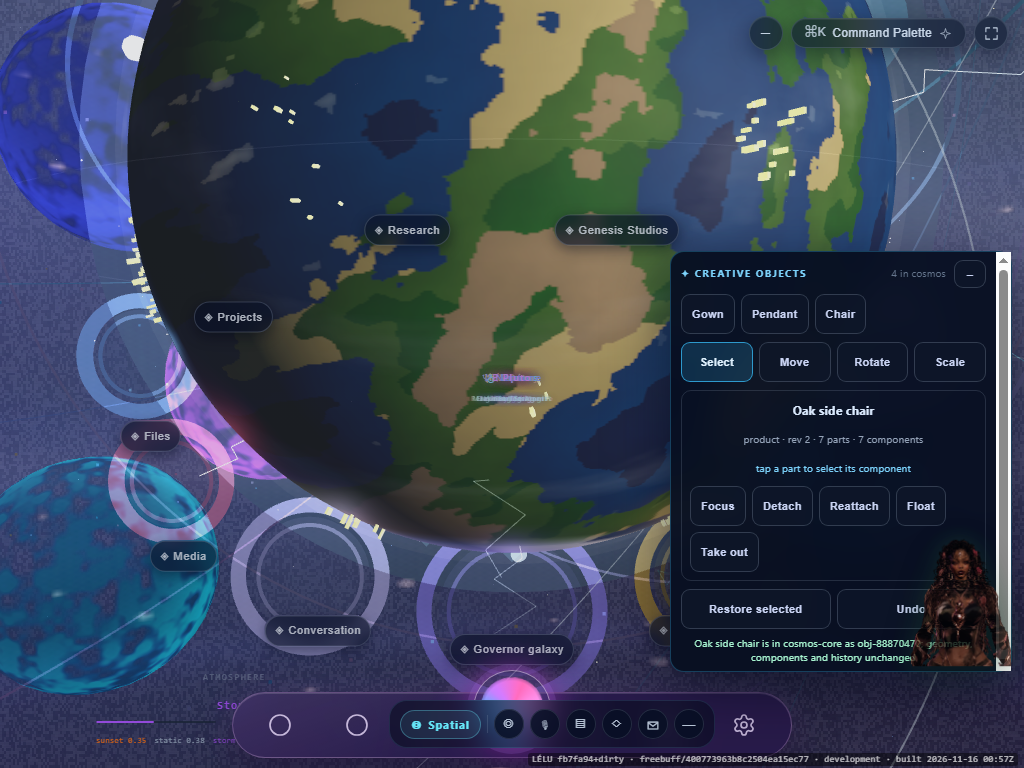 ⌘K Command Palette
Research
Genesis Studios
CREATIVE OBJECTS
4 in cosmos
Gown
Pendant
Chair
Projects
Select
Move
Rotate
Scale
Oak side chair
product · rev 2 · 7 parts · 7 components
tap a part to select its component
Files
Focus
Detach
Reattach
Float
Media
Take out
Conversation
Restore selected
Undo
Governor galaxy
Oak side chair is in cosmos-core as
components and history unchanged
ATMOSPHERE
Spatial
sunset 0.35 static 0.38
LÉLU fb7fa94+dirty · freebuff/400773963b8c2504ea15ec77 · development · built 2026-11-16 00:57Z